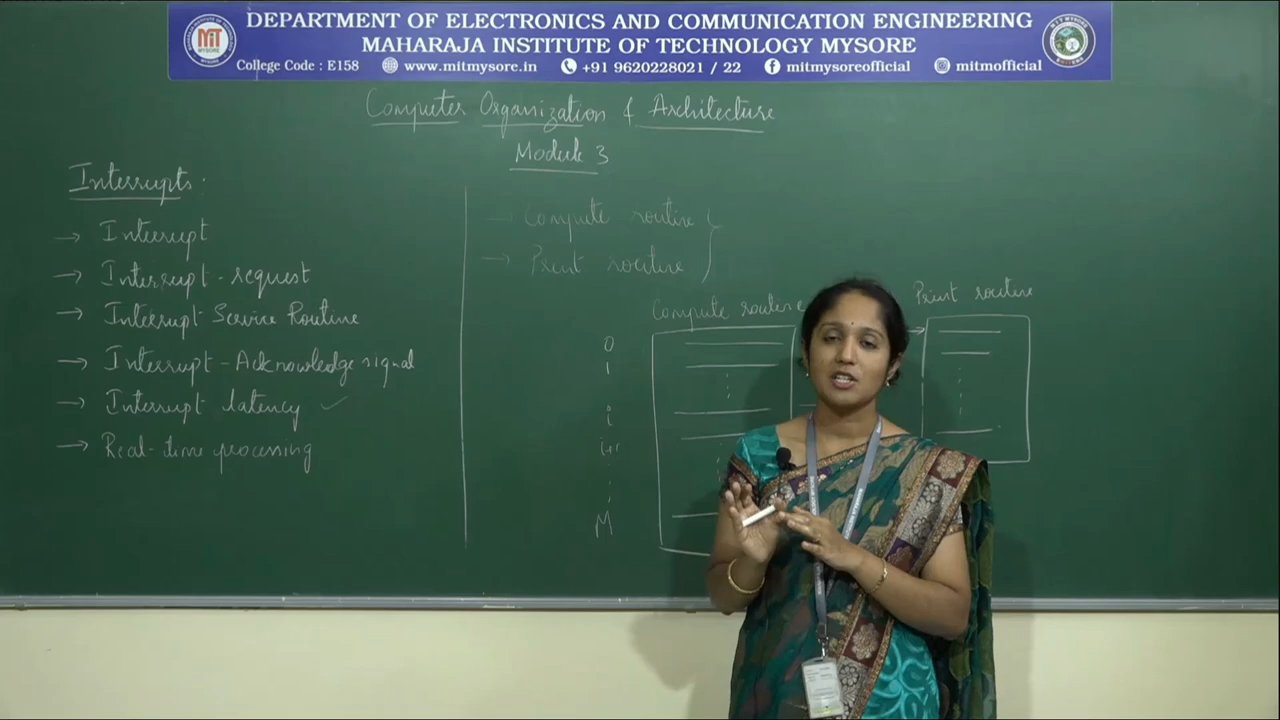 DEPARTMENT OF ELECTRONICS AND COMMUNICATION ENGINEERING
MAHARAJA INSTITUTE OF TECHNOLOGY MYSORE
College Code : E158 www.mitmysore.in +91 9620228021 / 22 mitmysoreofficial mitmofficial
MIT
MYSORE
Computer Organization & Architecture
Module 3
Interrupts
→ Interrupt
→ Interrupt - request
→ Interrupt Service Routine
→ Interrupt - Acknowledge signal
→ Interrupt latency ✓
→ Real-time processing
→ Compute routine
→ Print routine
Compute routine
Print routine
0
1
i
i+1
M